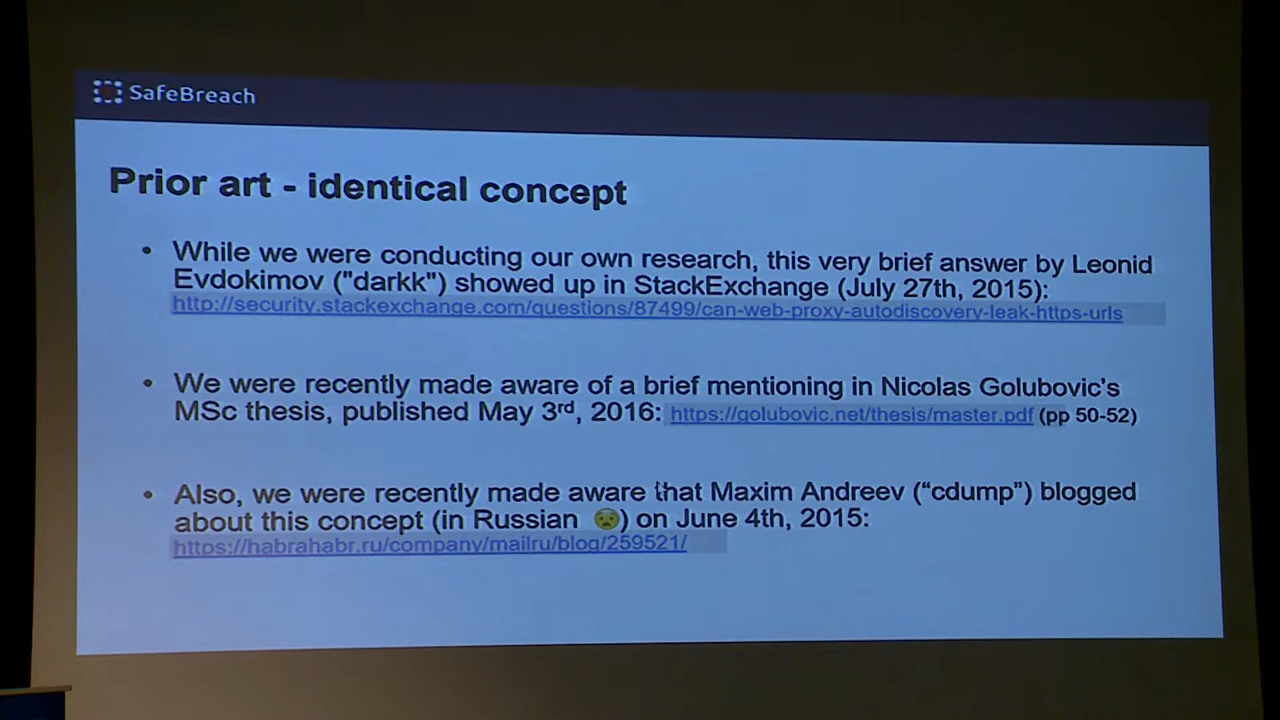 SafeBreach
Prior art - identical concept
• While we were conducting our own research, this very brief answer by Leonid
Evdokimov ("darkk") showed up in StackExchange (July 27th, 2015):
http://security.stackexchange.com/questions/87499/can-web-proxy-autodiscovery-leak-https-urls
• We were recently made aware of a brief mentioning in Nicolas Golubovic's
MSc thesis, published May 3rd, 2016: https://golubovic.net/thesis/master.pdf (pp 50-52)
• Also, we were recently made aware that Maxim Andreev (“cdump”) blogged
about this concept (in Russian 😟) on June 4th, 2015:
https://habrahabr.ru/company/mailru/blog/259521/